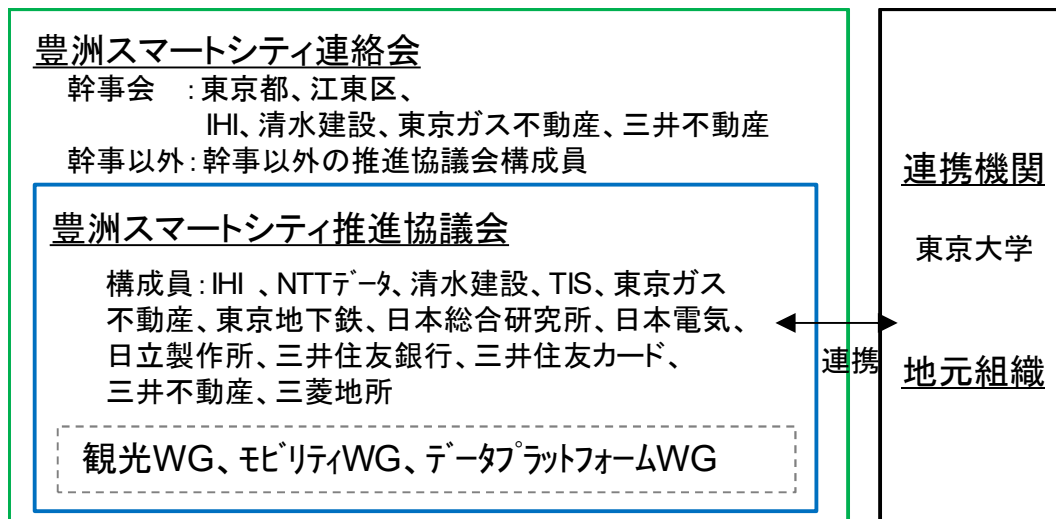 豊洲スマートシティ連絡会
幹事会　：東京都、江東区、
IHI、清水建設、東京ガス不動産、三井不動産
幹事以外：幹事以外の推進協議会構成員
豊洲スマートシティ推進協議会
構成員：IHI 、NTTﾃﾞｰﾀ、清水建設、TIS、東京ガス
不動産、東京地下鉄、日本総合研究所、日本電気、
日立製作所、三井住友銀行、三井住友カード、
三井不動産、三菱地所
観光WG、ﾓﾋﾞﾘﾃｨWG、ﾃﾞｰﾀﾌﾟﾗｯﾄﾌｫｰﾑWG
連携
連携機関
東京大学
地元組織